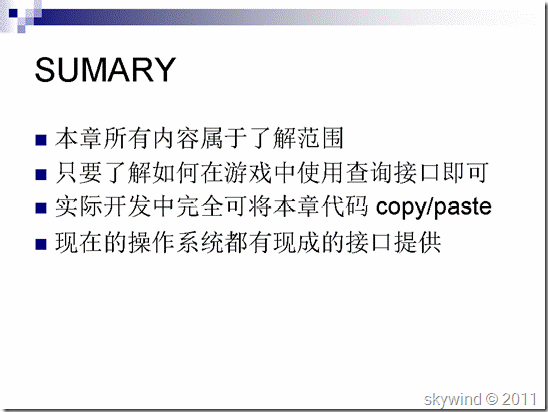 SUMARY
本章所有内容属于了解范围
只要了解如何在游戏中使用查询接口即可
实际开发中完全可将本章代码 copy/paste
现在的操作系统都有现成的接口提供
skywind © 2011